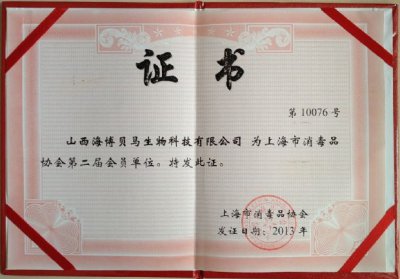 证书
第 10076 号
山西海博贝马生物科技有限公司 为上海市消毒品
协会第二届会员单位。特发此证。
上海市消毒品协会
发证日期：2013 年